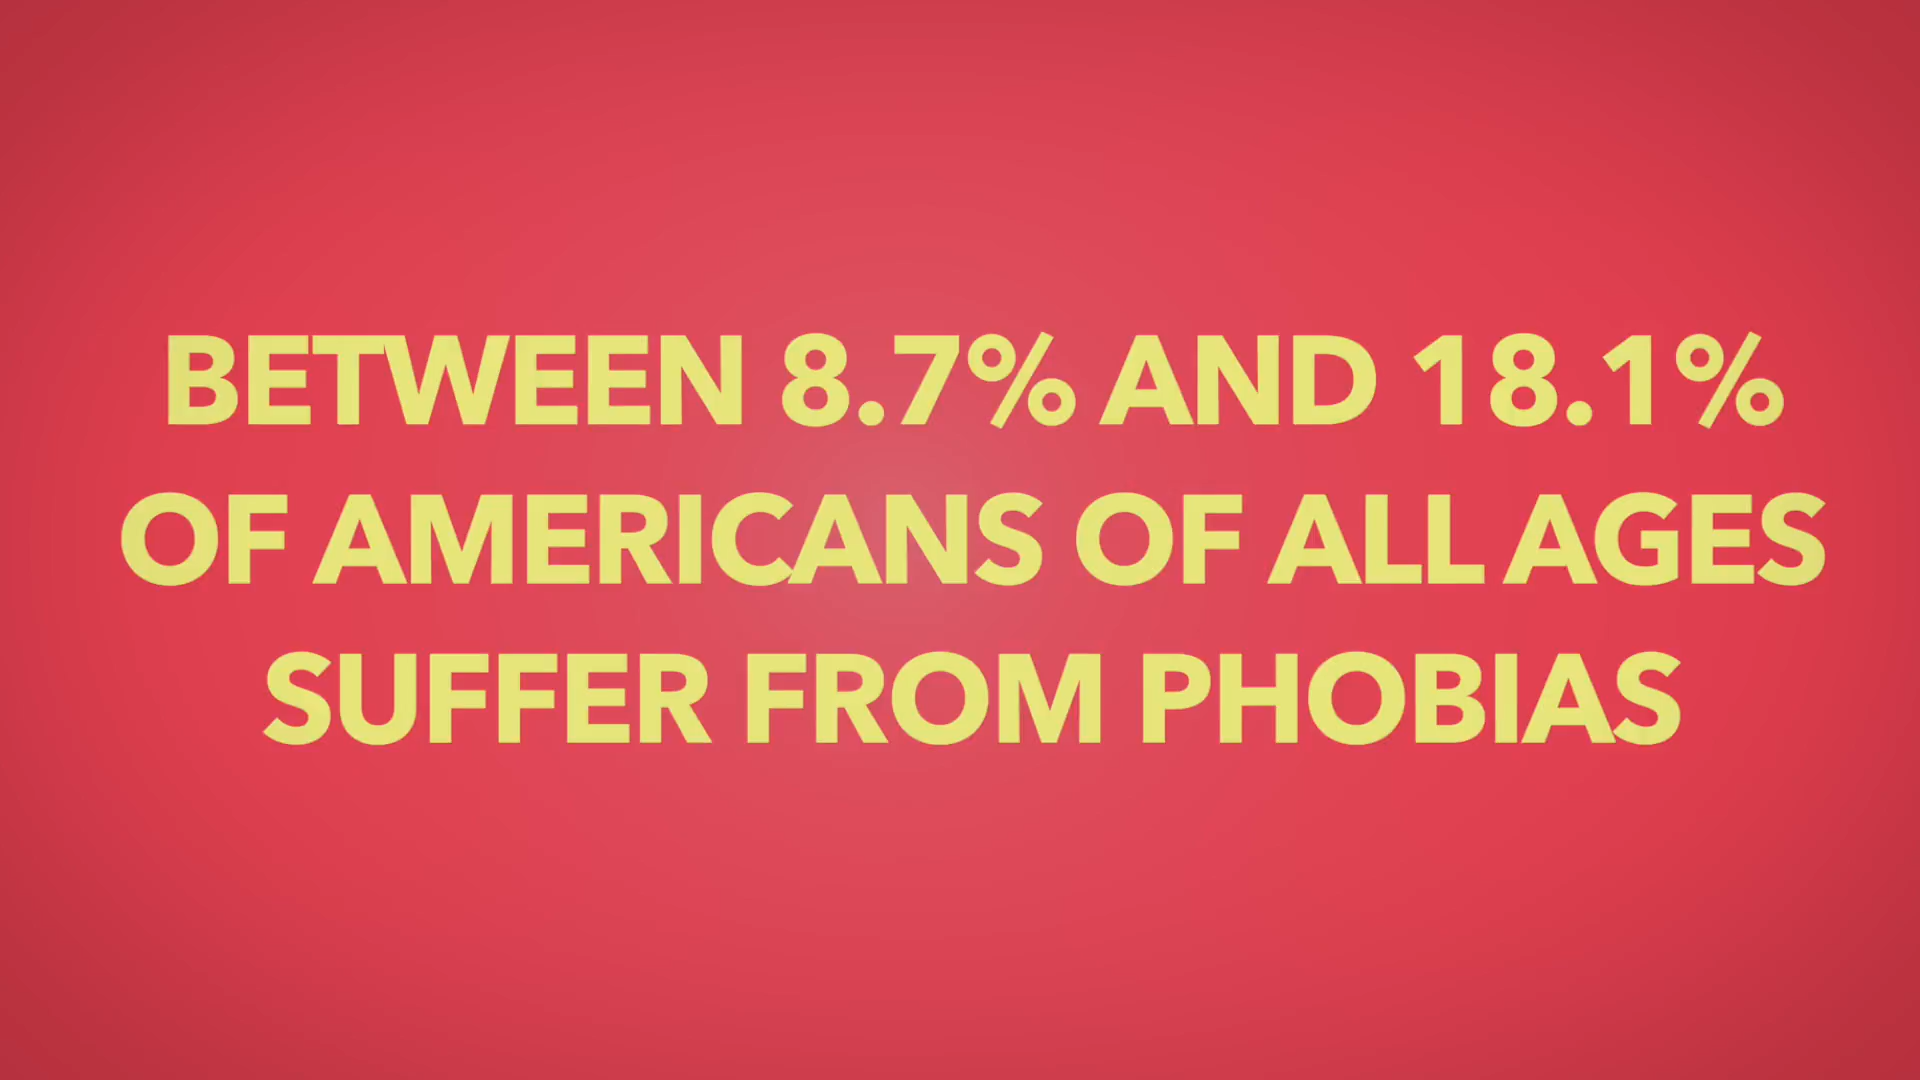 BETWEEN 8.7% AND 18.1%
OF AMERICANS OF ALL AGES
SUFFER FROM PHOBIAS